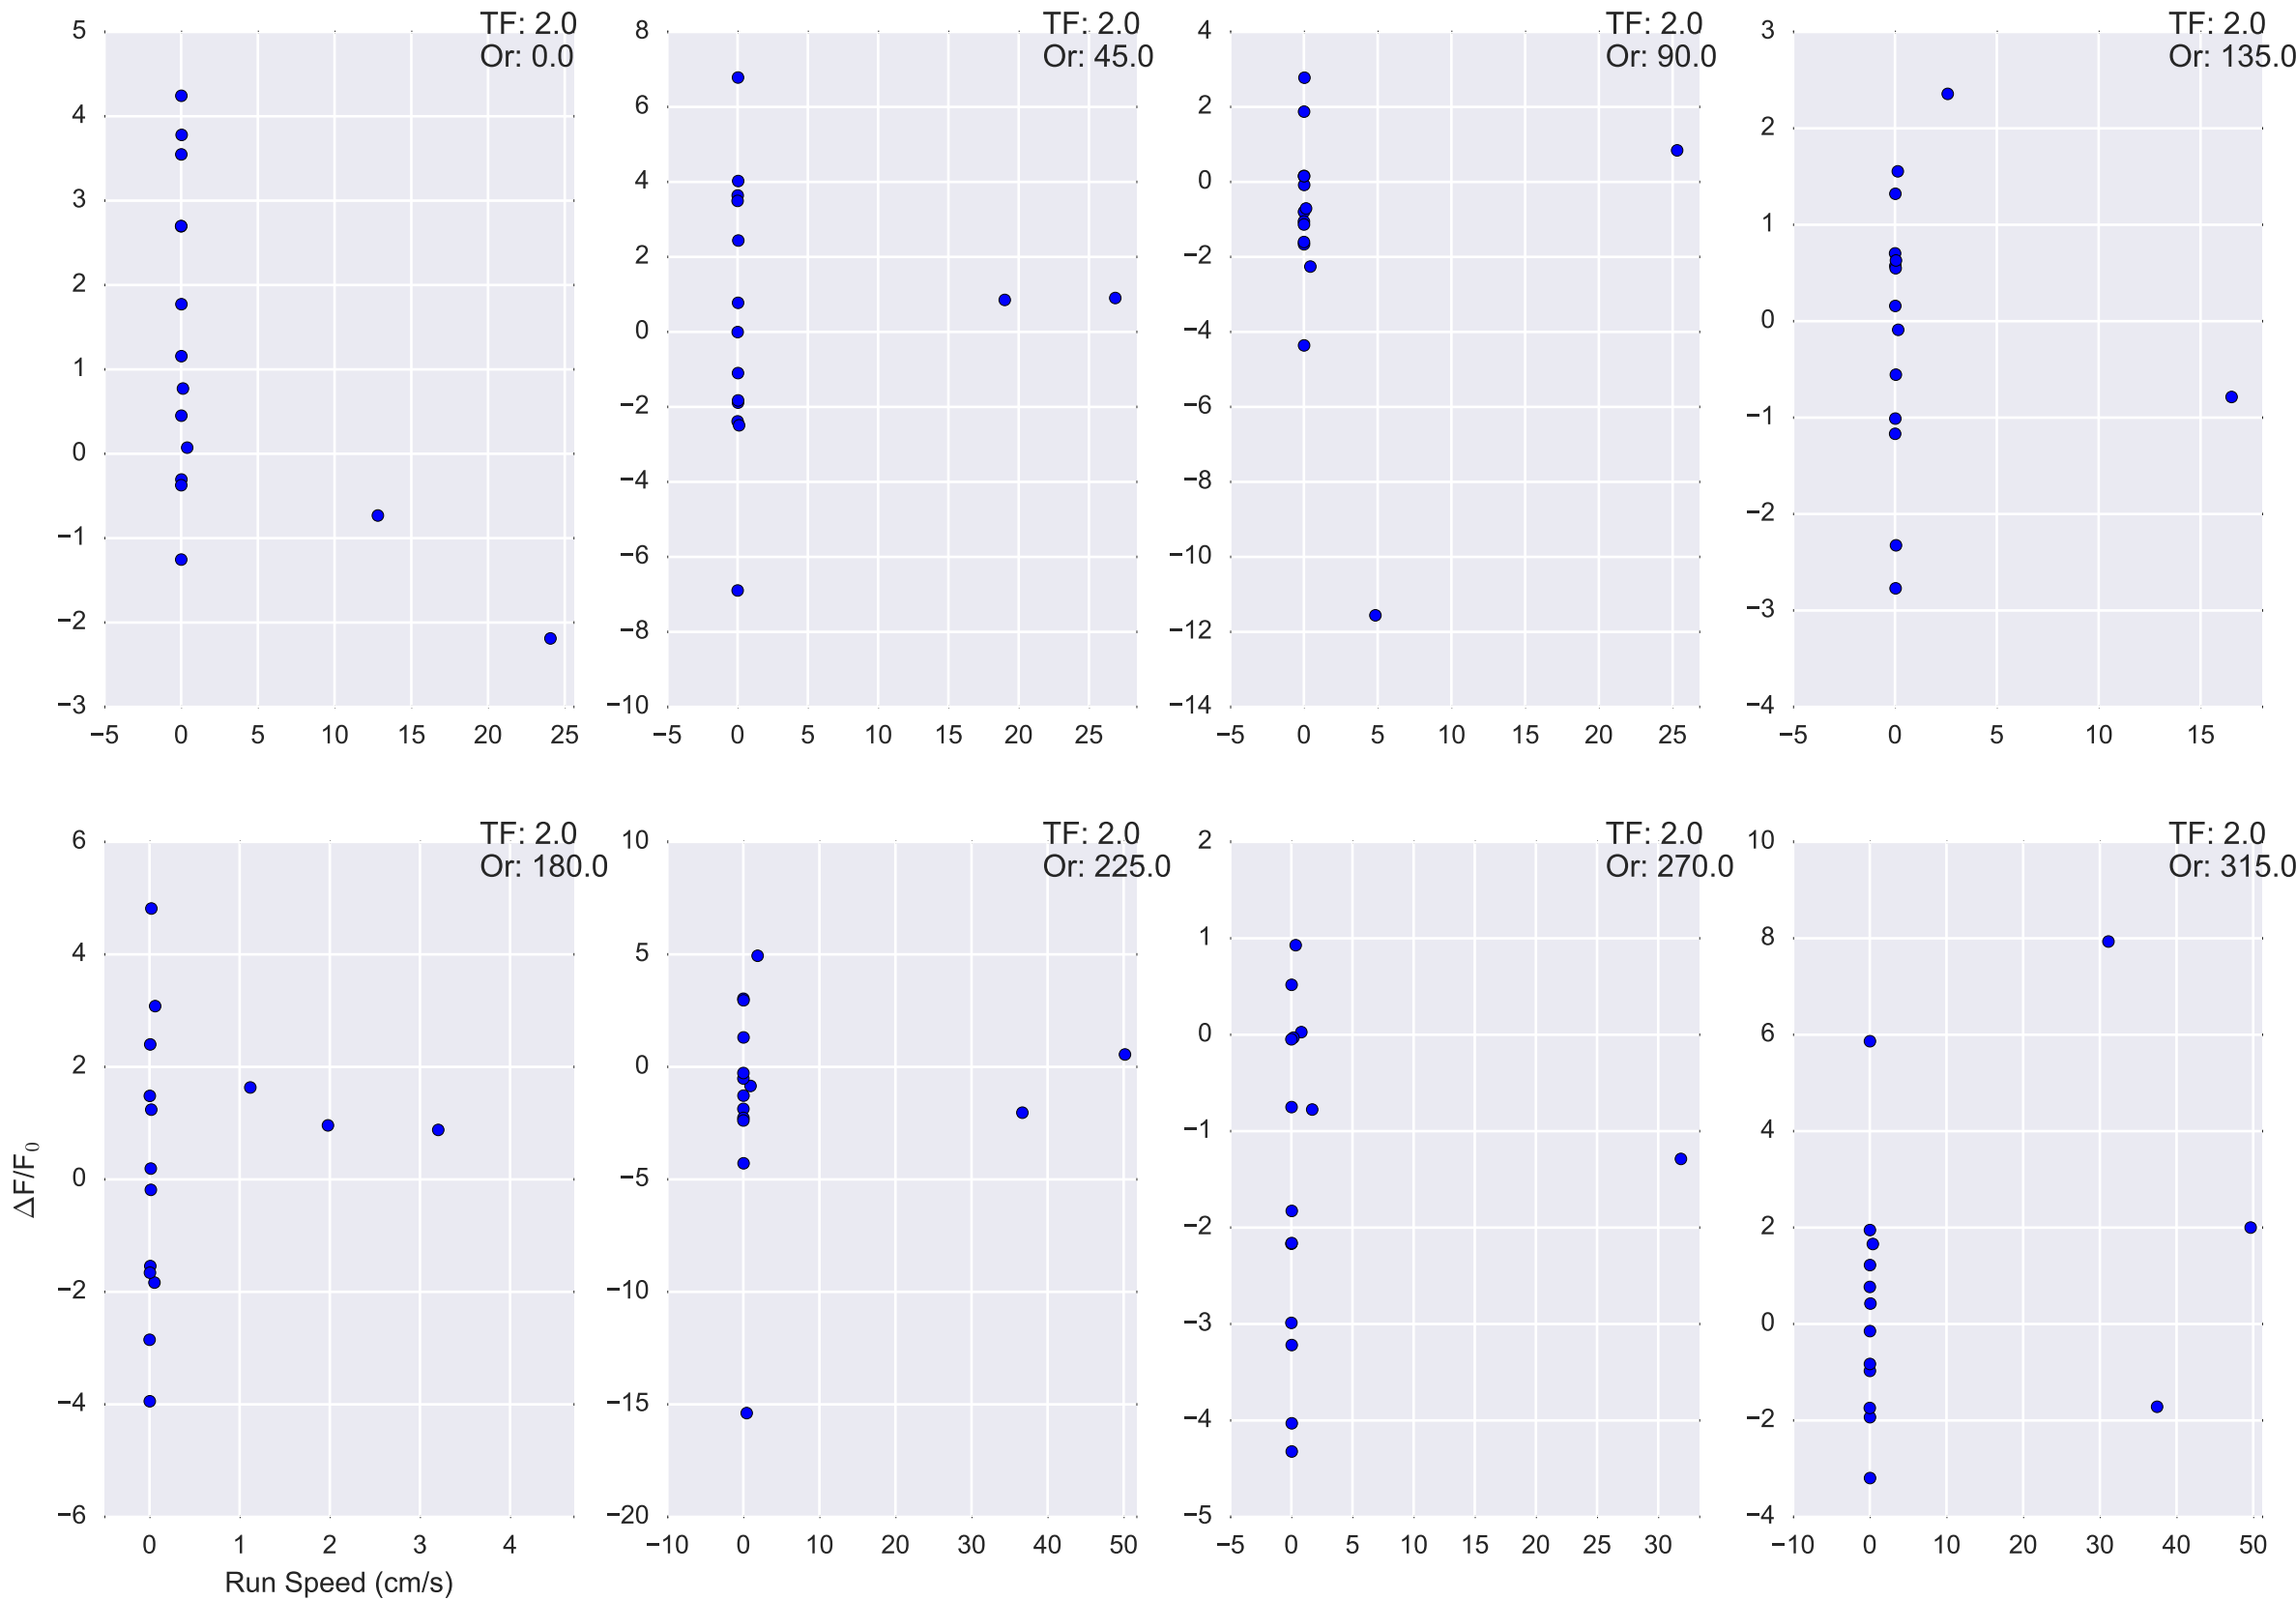 TF: 2.0
Or: 0.0
5
4
3
2
1
0
−1
−2
−3
−5 0 5 10 15 20 25
TF: 2.0
Or: 45.0
8
6
4
2
0
−2
−4
−6
−8
−10
−5 0 5 10 15 20 25
TF: 2.0
Or: 90.0
4
2
0
−2
−4
−6
−8
−10
−12
−14
−5 0 5 10 15 20 25
TF: 2.0
Or: 135.0
3
2
1
0
−1
−2
−3
−4
−5 0 5 10 15
TF: 2.0
Or: 180.0
6
4
2
0
−2
−4
−6
ΔF/F₀
0 1 2 3 4
Run Speed (cm/s)
TF: 2.0
Or: 225.0
10
5
0
−5
−10
−15
−20
−10 0 10 20 30 40 50
TF: 2.0
Or: 270.0
2
1
0
−1
−2
−3
−4
−5
−5 0 5 10 15 20 25 30
TF: 2.0
Or: 315.0
10
8
6
4
2
0
−2
−4
−10 0 10 20 30 40 50